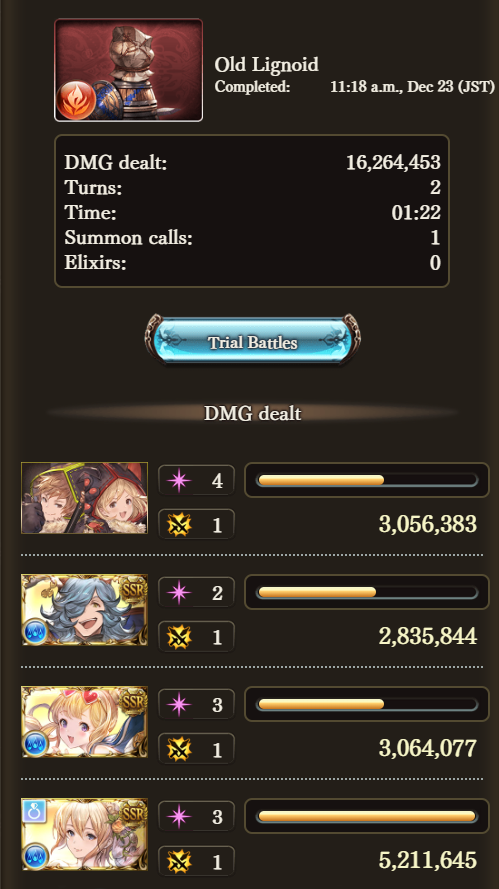 Old Lignoid
Completed: 11:18 a.m., Dec 23 (JST)
DMG dealt: 16,264,453
Turns: 2
Time: 01:22
Summon calls: 1
Elixirs: 0
Trial Battles
DMG dealt
4
1
3,056,383
SSR
2
1
2,835,844
SSR
3
1
3,064,077
SSR
3
1
5,211,645